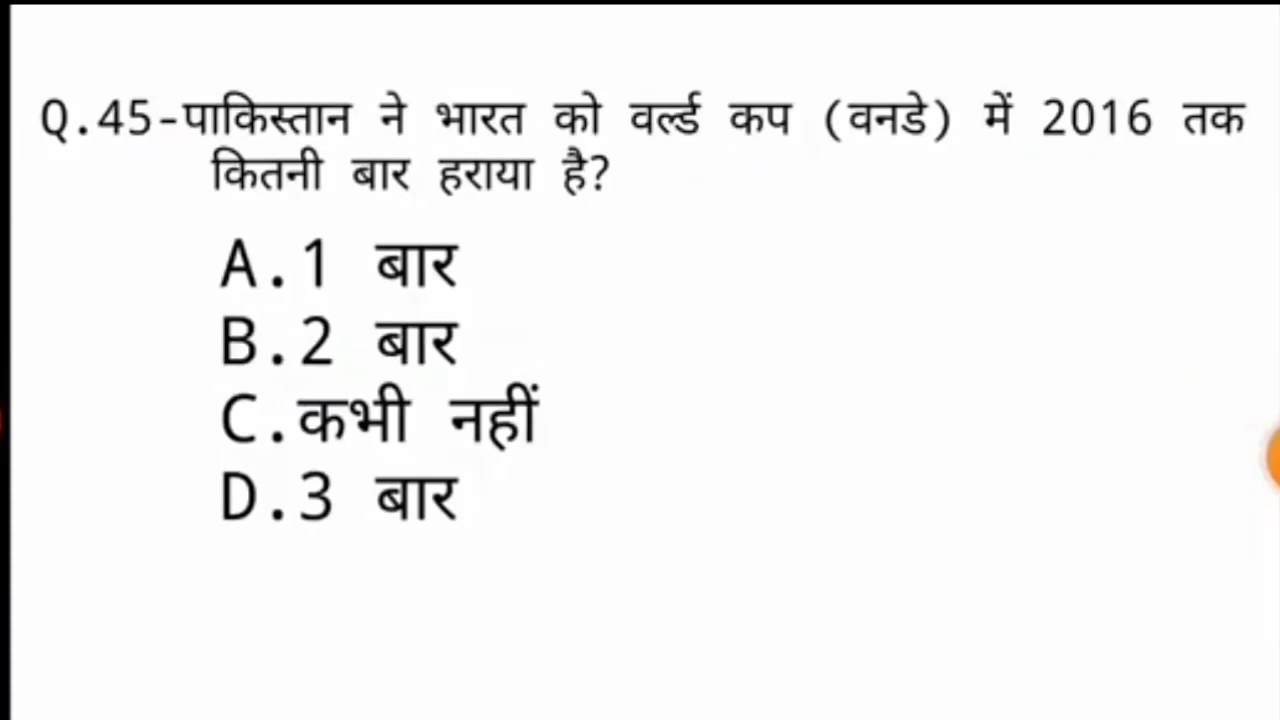 Q.45-पाकिस्तान ने भारत को वर्ल्ड कप (वनडे) में 2016 तक
कितनी बार हराया है?
A.1 बार
B.2 बार
C.कभी नहीं
D.3 बार